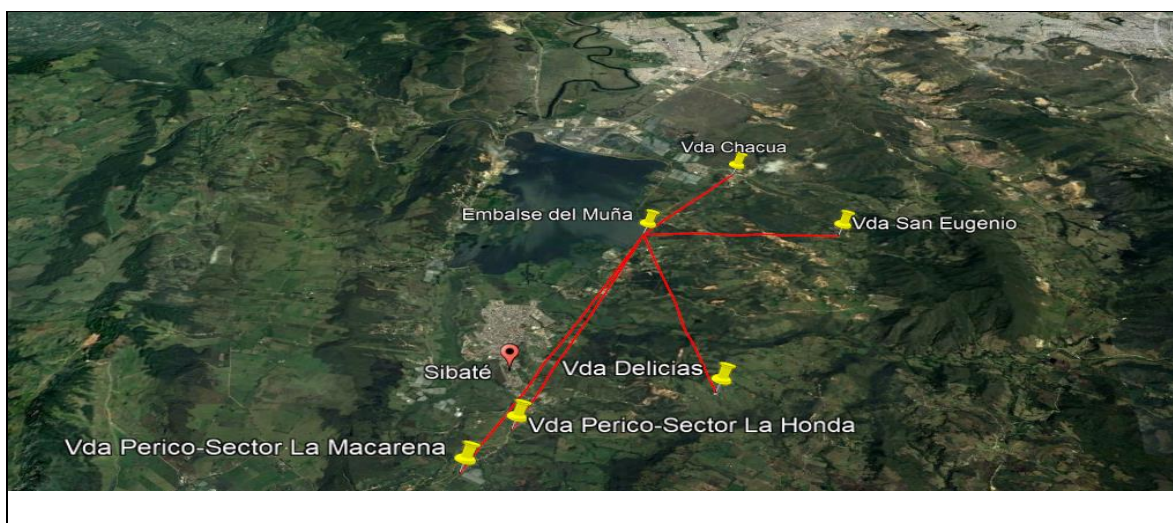 Vda Chacua
Embalse del Muña
Vda San Eugenio
Sibaté
Vda Delicias
Vda Perico-Sector La Honda
Vda Perico-Sector La Macarena